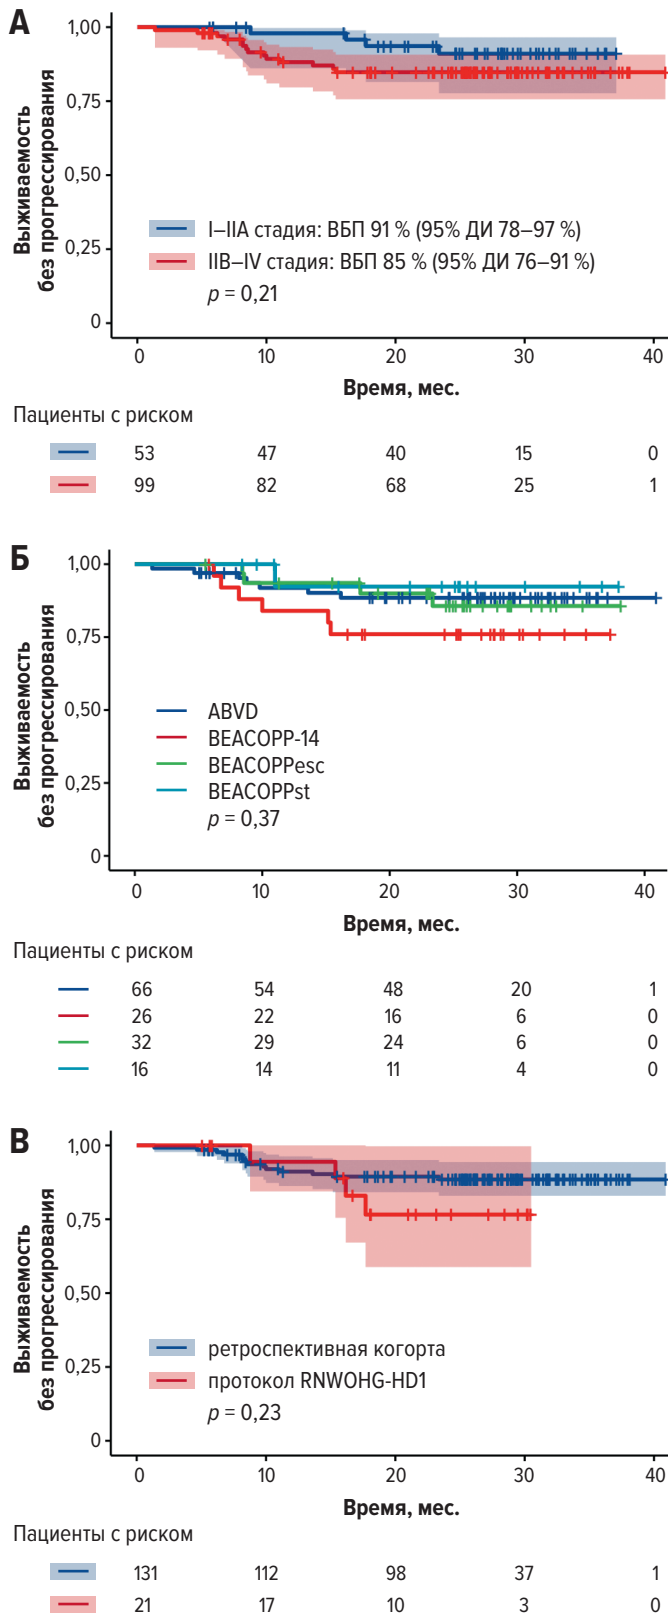 А
Выживаемость
без прогрессирования
1,00
0,75
0,50
0,25
0
I–IIA стадия: ВБП 91 % (95% ДИ 78–97 %)
IIB–IV стадия: ВБП 85 % (95% ДИ 76–91 %)
p = 0,21
0 10 20 30 40
Время, мес.
Пациенты с риском
53 47 40 15 0
99 82 68 25 1
Б
Выживаемость
без прогрессирования
1,00
0,75
0,50
0,25
0
ABVD
BEACOPP-14
BEACOPPesc
BEACOPPst
p = 0,37
0 10 20 30 40
Время, мес.
Пациенты с риском
66 54 48 20 1
26 22 16 6 0
32 29 24 6 0
16 14 11 4 0
В
Выживаемость
без прогрессирования
1,00
0,75
0,50
0,25
0
ретроспективная когорта
протокол RNWOHG-HD1
p = 0,23
0 10 20 30 40
Время, мес.
Пациенты с риском
131 112 98 37 1
21 17 10 3 0